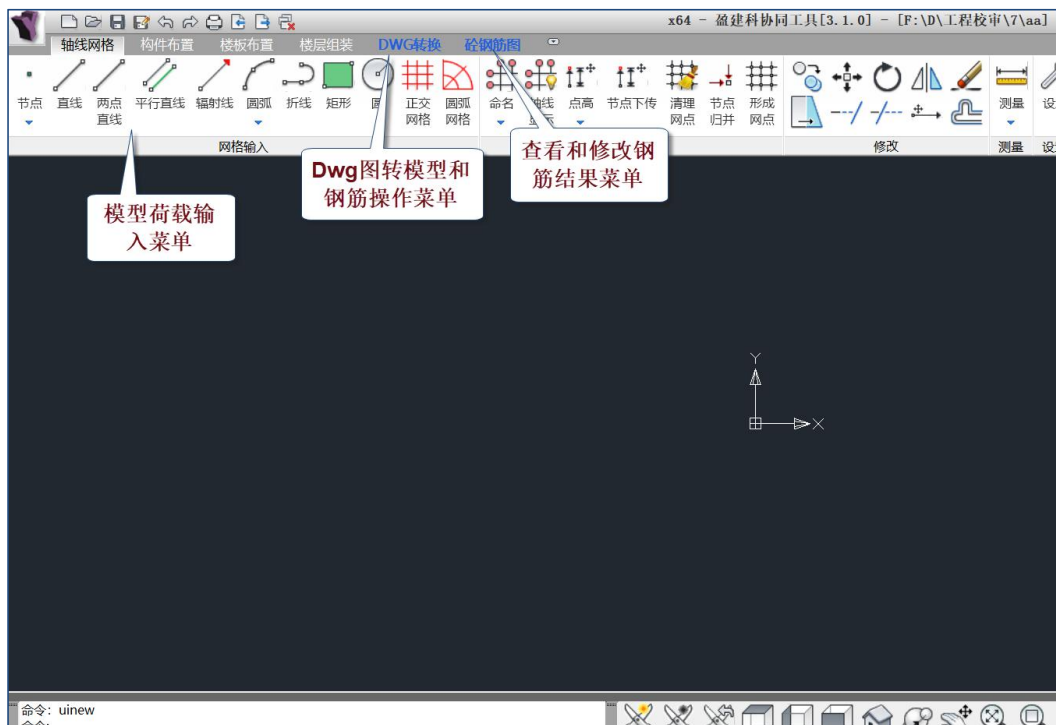 x64 - 盈建科协同工具[3.1.0] - [F:\D\工程校审\7\aa]
轴线网格 构件布置 楼板布置 楼层组装 DWG转换 砼钢筋图
节点 直线 两点直线 平行直线 辐射线 圆弧 折线 矩形 正交网格 圆弧网格 命名 点高 节点下传 清理网点 节点归并 形成网点 测量
网格输入 修改 测量
模型荷载输
入菜单
Dwg图转模型和
钢筋操作菜单
查看和修改钢
筋结果菜单
Y
X
命令: uinew
命令: